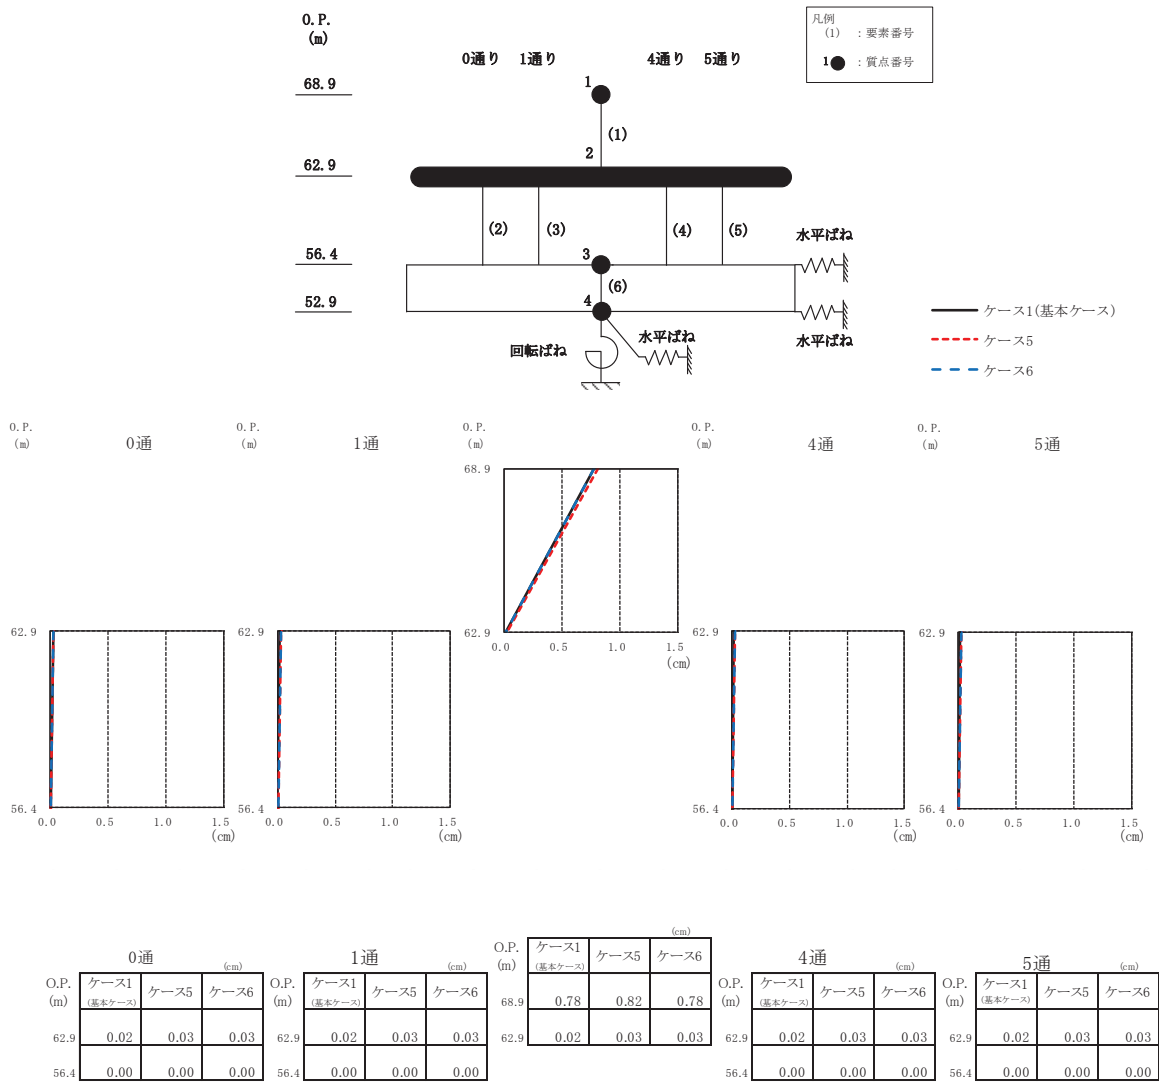 O.P.
(m)
凡例
(1) : 要素番号
1 : 質点番号
0通り 1通り 4通り 5通り
68.9
1
(1)
2
62.9
(2) (3) (4) (5)
水平ばね
56.4
3
(6)
52.9
4
水平ばね
水平ばね
回転ばね
ケース1(基本ケース)
ケース5
ケース6
O.P. O.P. O.P. O.P. O.P.
(m) 0通 (m) 1通 (m) (m) 4通 (m) 5通
68.9
62.9
0.0 0.5 1.0 1.5
(cm)
62.9 62.9 62.9 62.9
56.4 56.4 56.4 56.4
0.0 0.5 1.0 1.5 0.0 0.5 1.0 1.5 0.0 0.5 1.0 1.5 0.0 0.5 1.0 1.5
(cm) (cm) (cm) (cm)
(cm)
O.P. ケース1 ケース5 ケース6
(m) (基本ケース)
68.9 0.78 0.82 0.78
62.9 0.02 0.03 0.03
0通 (cm)
O.P. ケース1 ケース5 ケース6
(m) (基本ケース)
62.9 0.02 0.03 0.03
56.4 0.00 0.00 0.00
1通 (cm)
O.P. ケース1 ケース5 ケース6
(m) (基本ケース)
62.9 0.02 0.03 0.03
56.4 0.00 0.00 0.00
4通 (cm)
O.P. ケース1 ケース5 ケース6
(m) (基本ケース)
62.9 0.02 0.03 0.03
56.4 0.00 0.00 0.00
5通 (cm)
O.P. ケース1 ケース5 ケース6
(m) (基本ケース)
62.9 0.02 0.03 0.03
56.4 0.00 0.00 0.00